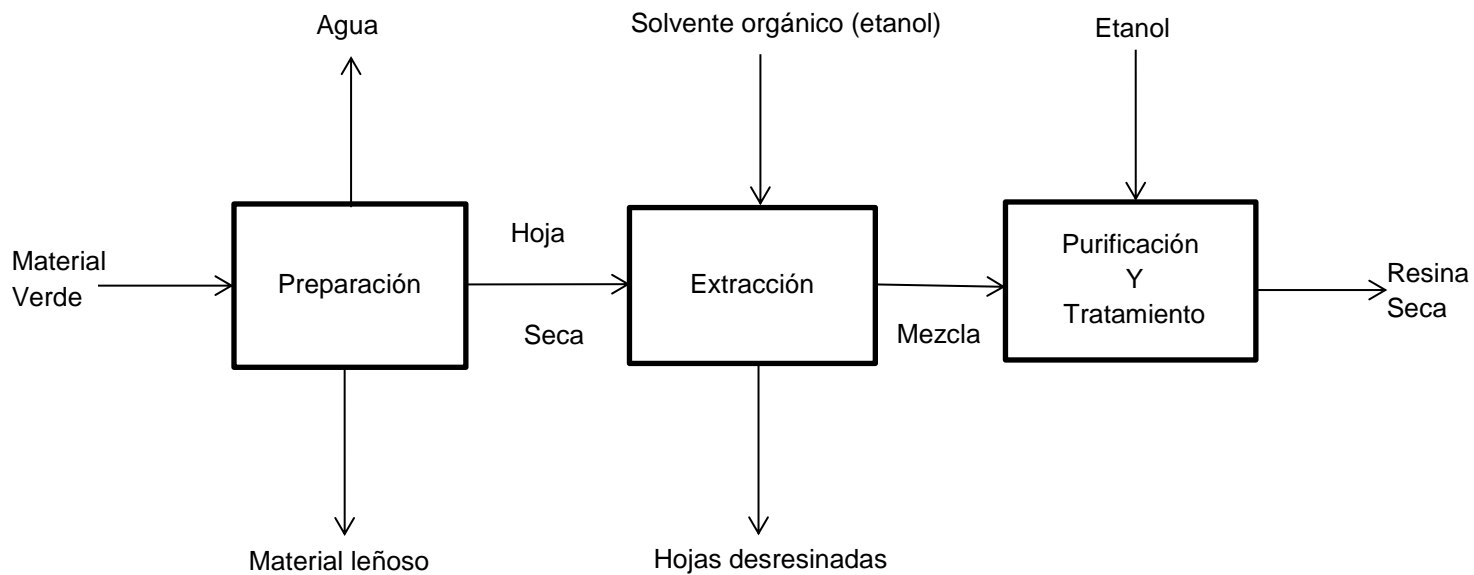 Agua
Solvente orgánico (etanol)
Etanol
Material
Verde
Preparación
Hoja
Seca
Extracción
Mezcla
Purificación
Y
Tratamiento
Resina
Seca
Material leñoso
Hojas desresinadas